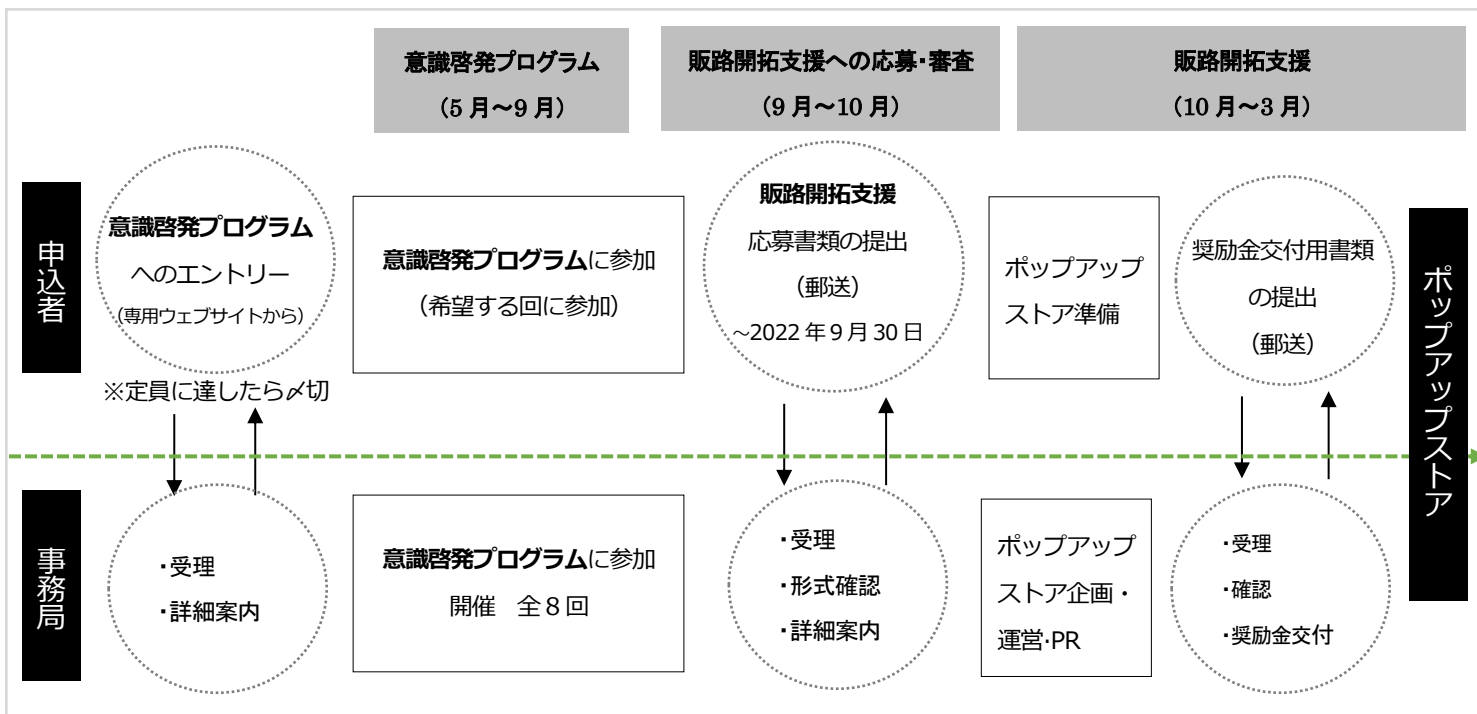 意識啓発プログラム
（5月～9月）
販路開拓支援への応募・審査
（9月～10月）
販路開拓支援
（10月～3月）
申込者
意識啓発プログラム
へのエントリー
（専用ウェブサイトから）
※定員に達したら〆切
意識啓発プログラムに参加
（希望する回に参加）
販路開拓支援
応募書類の提出
（郵送）
～2022年9月30日
ポップアップ
ストア準備
奨励金交付用書類
の提出
（郵送）
ポップアップストア
事務局
・受理
・詳細案内
意識啓発プログラムに参加
開催　全８回
・受理
・形式確認
・詳細案内
ポップアップ
ストア企画・
運営・PR
・受理
・確認
・奨励金交付